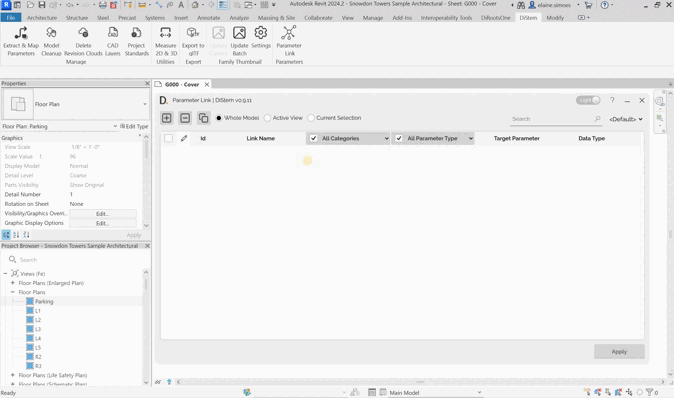 Autodesk Revit 2024.2 - Snowdon Towers Sample Architectural - Sheet: G000 - Cover
elaine.simoes
File Architecture Structure Steel Precast Systems Insert Annotate Analyze Massing & Site Collaborate View Manage Add-Ins Interoperability Tools DiRootsOne DiStem Modify
Extract & Map Parameters
Model Cleanup
Delete Revision Clouds
CAD Layers
Project Standards
Measure 2D & 3D
Export to glTF
Update Batch
Settings
Parameter Link
Manage Utilities Export Family Thumbnail Parameters
Properties
G000 - Cover
Floor Plan
Parameter Link | DiStem v0.9.11
Light
Whole Model Active View Current Selection
Search <Default>
Floor Plan: Parking Edit Type
Id Link Name All Categories All Parameter Type Target Parameter Data Type
Graphics
View Scale 1/8" = 1'-0"
Scale Value 1: 96
Display Model Normal
Detail Level Coarse
Parts Visibility Show Original
Detail Number 1
Rotation on Sheet None
Visibility/Graphics Overri... Edit...
Graphic Display Options Edit...
Apply
Project Browser - Snowdon Towers Sample Architectural
Search
Views (Fe)
Floor Plans (Enlarged Plan)
Floor Plans
Parking
L1
L2
L3
L4
L5
R2
R3
Floor Plans (Life Safety Plan)
Floor Plans (Schematic Plan)
Apply
Ready
Main Model
:0